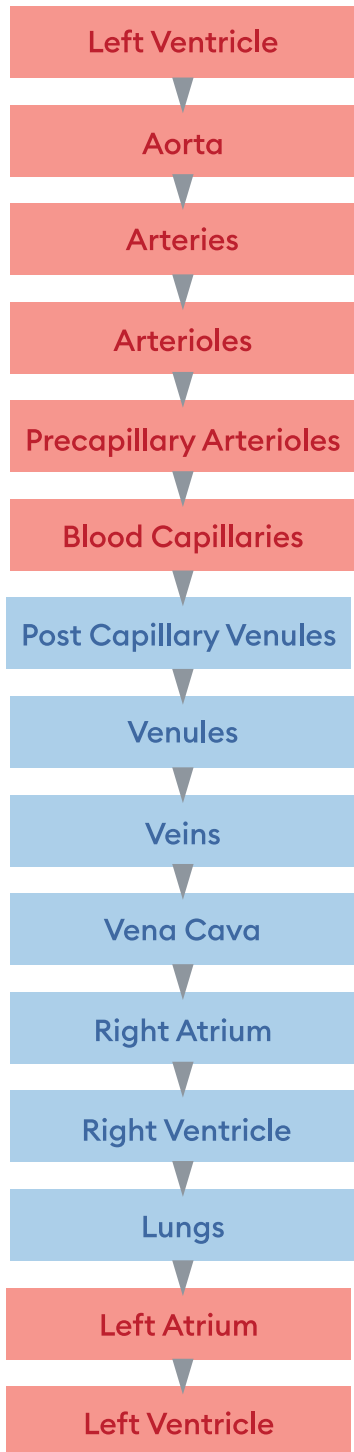 Left Ventricle
Aorta
Arteries
Arterioles
Precapillary Arterioles
Blood Capillaries
Post Capillary Venules
Venules
Veins
Vena Cava
Right Atrium
Right Ventricle
Lungs
Left Atrium
Left Ventricle